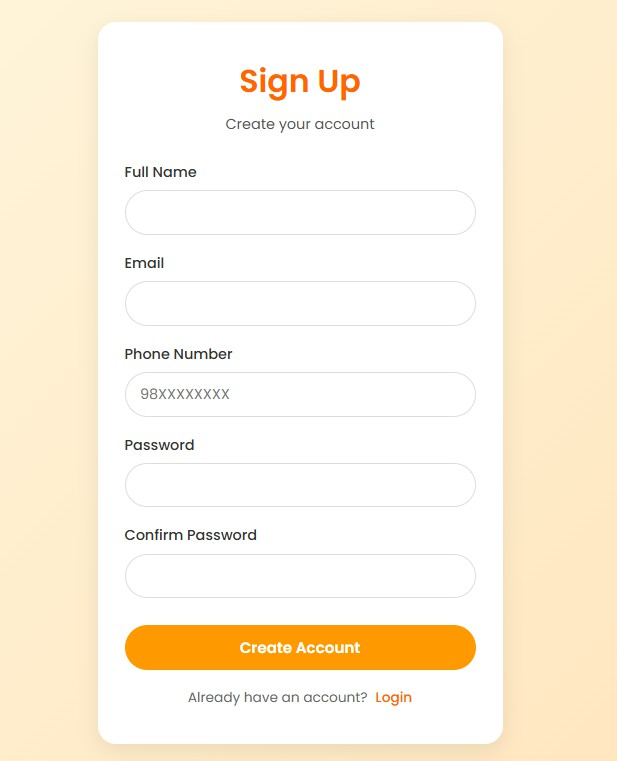 Sign Up
Create your account
Full Name
Email
Phone Number
98XXXXXXXX
Password
Confirm Password
Create Account
Already have an account? Login